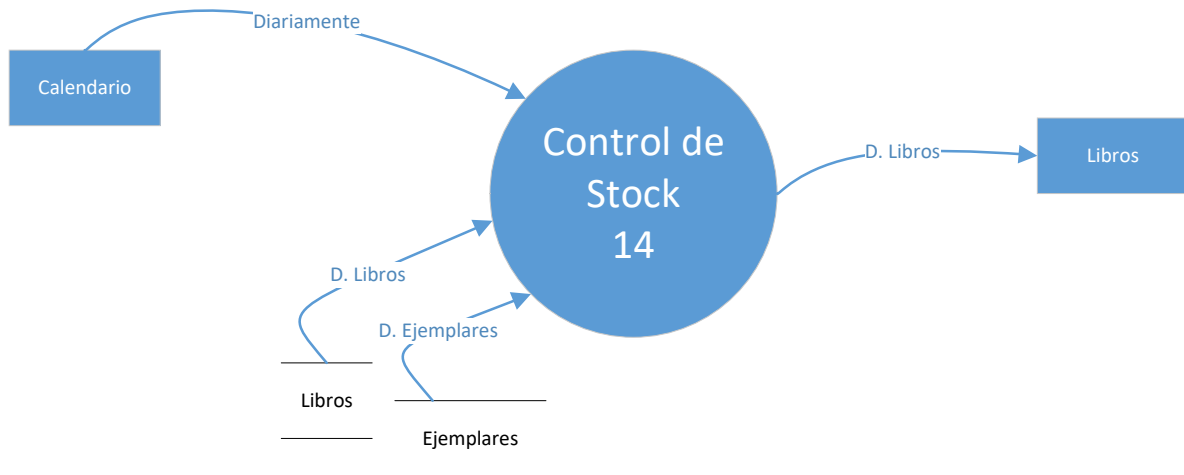 Diariamente
Calendario
Control de
Stock
14
D. Libros
Libros
D. Libros
D. Ejemplares
Libros
Ejemplares